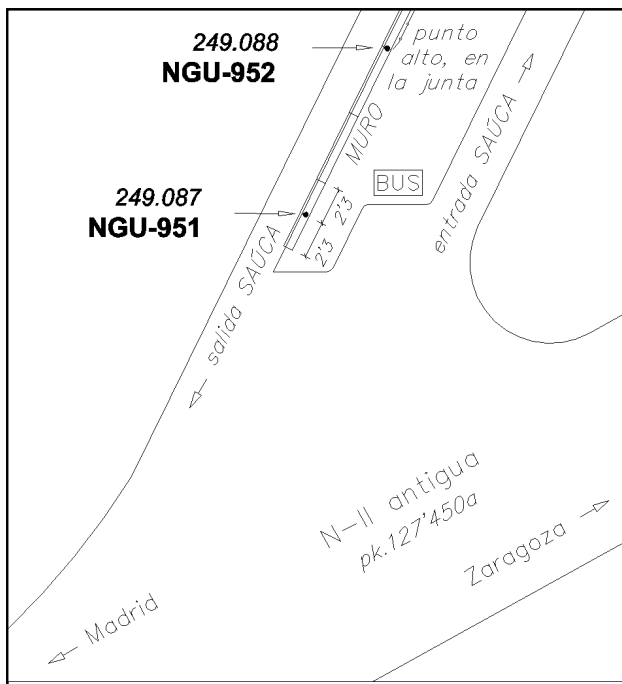 249.088
NGU-952
punto
alto, en
la junta
MURO
BUS
entrada SAÚCA
249.087
NGU-951
2'3
2'3
salida SAÚCA
N-II antigua
pk.127'450a
Zaragoza
Madrid